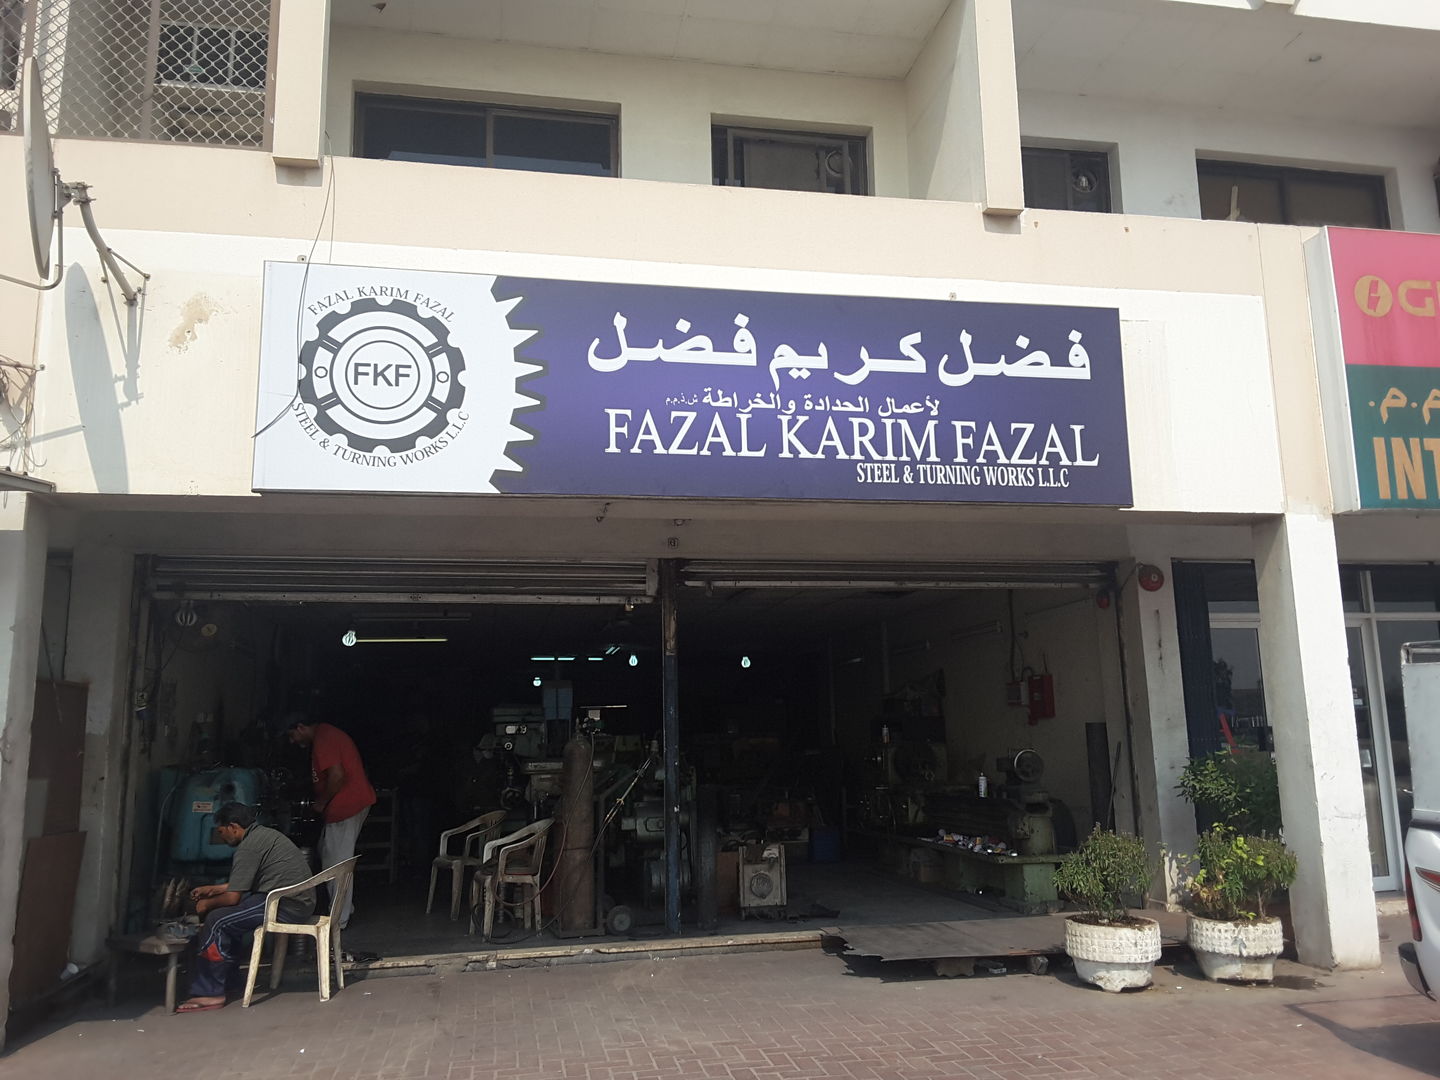 FAZAL KARIM FAZAL
FKF
STEEL & TURNING WORKS L.L.C
فضل كريم فضل
لأعمال الحدادة والخراطة ش.ذ.م.م
FAZAL KARIM FAZAL
STEEL & TURNING WORKS L.L.C
م.م.
INT